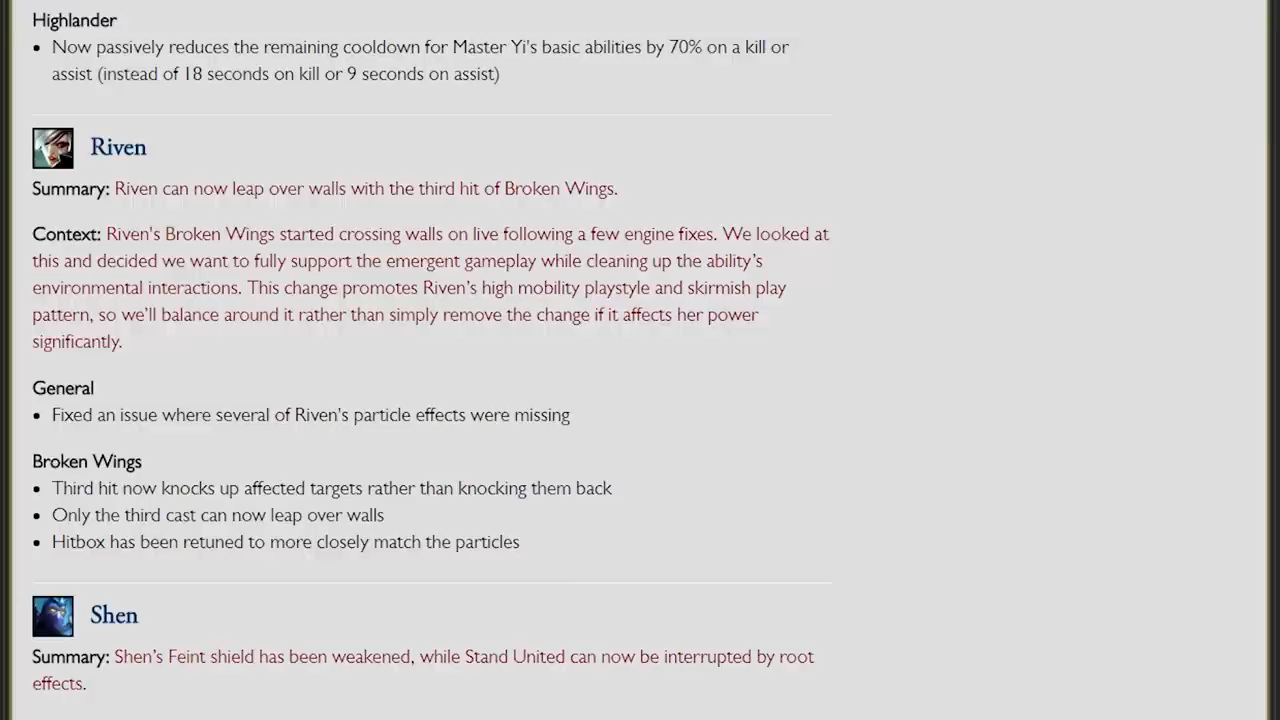 Highlander
• Now passively reduces the remaining cooldown for Master Yi's basic abilities by 70% on a kill or
assist (instead of 18 seconds on kill or 9 seconds on assist)
Riven
Summary: Riven can now leap over walls with the third hit of Broken Wings.
Context: Riven's Broken Wings started crossing walls on live following a few engine fixes. We looked at
this and decided we want to fully support the emergent gameplay while cleaning up the ability's
environmental interactions. This change promotes Riven's high mobility playstyle and skirmish play
pattern, so we'll balance around it rather than simply remove the change if it affects her power
significantly.
General
• Fixed an issue where several of Riven's particle effects were missing
Broken Wings
• Third hit now knocks up affected targets rather than knocking them back
• Only the third cast can now leap over walls
• Hitbox has been retuned to more closely match the particles
Shen
Summary: Shen's Feint shield has been weakened, while Stand United can now be interrupted by root
effects.